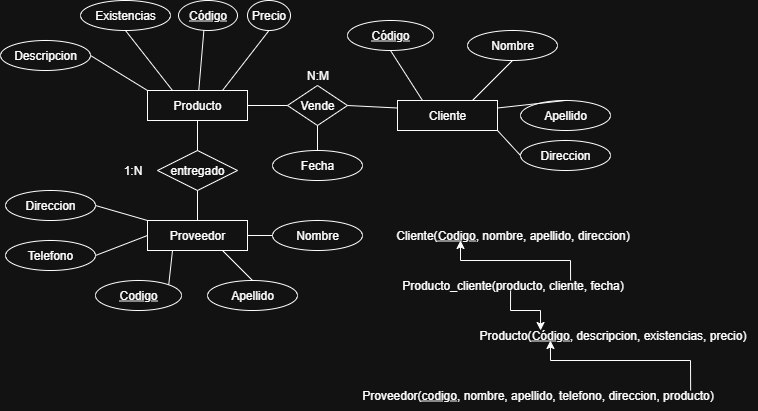 Existencias
Código
Precio
Descripcion
Producto
N:M
Vende
Fecha
Código
Nombre
Cliente
Apellido
Direccion
1:N
entregado
Direccion
Telefono
Proveedor
Nombre
Codigo
Apellido
Cliente(Codigo, nombre, apellido, direccion)
Producto_cliente(producto, cliente, fecha)
Producto(Código, descripcion, existencias, precio)
Proveedor(codigo, nombre, apellido, telefono, direccion, producto)